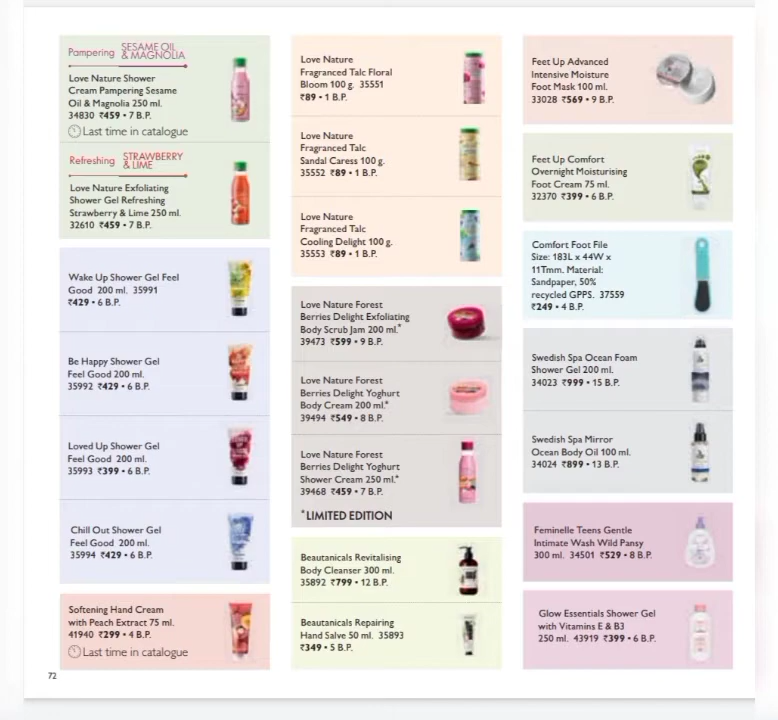 Pampering SESAME OIL
& MAGNOLIA
Love Nature Shower
Cream Pampering Sesame
Oil & Magnolia 250 ml.
34830 ₹459 • 7 B.P.
Last time in catalogue
Refreshing STRAWBERRY
& LIME
Love Nature Exfoliating
Shower Gel Refreshing
Strawberry & Lime 250 ml.
32610 ₹459 • 7 B.P.
Wake Up Shower Gel Feel
Good 200 ml. 35991
₹429 • 6 B.P.
Be Happy Shower Gel
Feel Good 200 ml.
35992 ₹429 • 6 B.P.
Loved Up Shower Gel
Feel Good 200 ml.
35993 ₹399 • 6 B.P.
Chill Out Shower Gel
Feel Good 200 ml.
35994 ₹429 • 6 B.P.
Softening Hand Cream
with Peach Extract 75 ml.
41940 ₹299 • 4 B.P.
Last time in catalogue
Love Nature
Fragranced Talc Floral
Bloom 100 g. 35551
₹89 • 1 B.P.
Love Nature
Fragranced Talc
Sandal Caress 100 g.
35552 ₹89 • 1 B.P.
Love Nature
Fragranced Talc
Cooling Delight 100 g.
35553 ₹89 • 1 B.P.
Love Nature Forest
Berries Delight Exfoliating
Body Scrub Jam 200 ml.*
39473 ₹599 • 9 B.P.
Love Nature Forest
Berries Delight Yoghurt
Body Cream 200 ml.*
39494 ₹549 • 8 B.P.
Love Nature Forest
Berries Delight Yoghurt
Shower Cream 250 ml.*
39468 ₹459 • 7 B.P.
*LIMITED EDITION
Beautanicals Revitalising
Body Cleanser 300 ml.
35892 ₹799 • 12 B.P.
Beautanicals Repairing
Hand Salve 50 ml. 35893
₹349 • 5 B.P.
Feet Up Advanced
Intensive Moisture
Foot Mask 100 ml.
33028 ₹569 • 9 B.P.
Feet Up Comfort
Overnight Moisturising
Foot Cream 75 ml.
32370 ₹399 • 6 B.P.
Comfort Foot File
Size: 183L x 44W x
11Tmm. Material:
Sandpaper, 50%
recycled GPPS. 37559
₹249 • 4 B.P.
Swedish Spa Ocean Foam
Shower Gel 200 ml.
34023 ₹999 • 15 B.P.
Swedish Spa Mirror
Ocean Body Oil 100 ml.
34024 ₹899 • 13 B.P.
Feminelle Teens Gentle
Intimate Wash Wild Pansy
300 ml. 34501 ₹529 • 8 B.P.
Glow Essentials Shower Gel
with Vitamins E & B3
250 ml. 43919 ₹399 • 6 B.P.
72